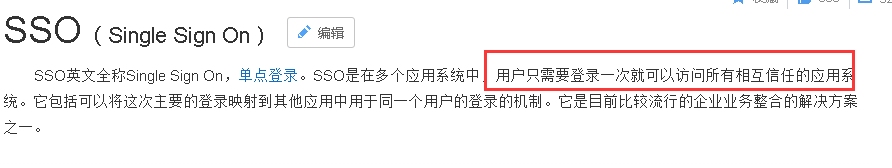 SSO（Single Sign On） 编辑
SSO英文全称Single Sign On，单点登录。SSO是在多个应用系统中，用户只需要登录一次就可以访问所有相互信任的应用系
统。它包括可以将这次主要的登录映射到其他应用中用于同一个用户的登录的机制。它是目前比较流行的企业业务整合的解决方案
之一。